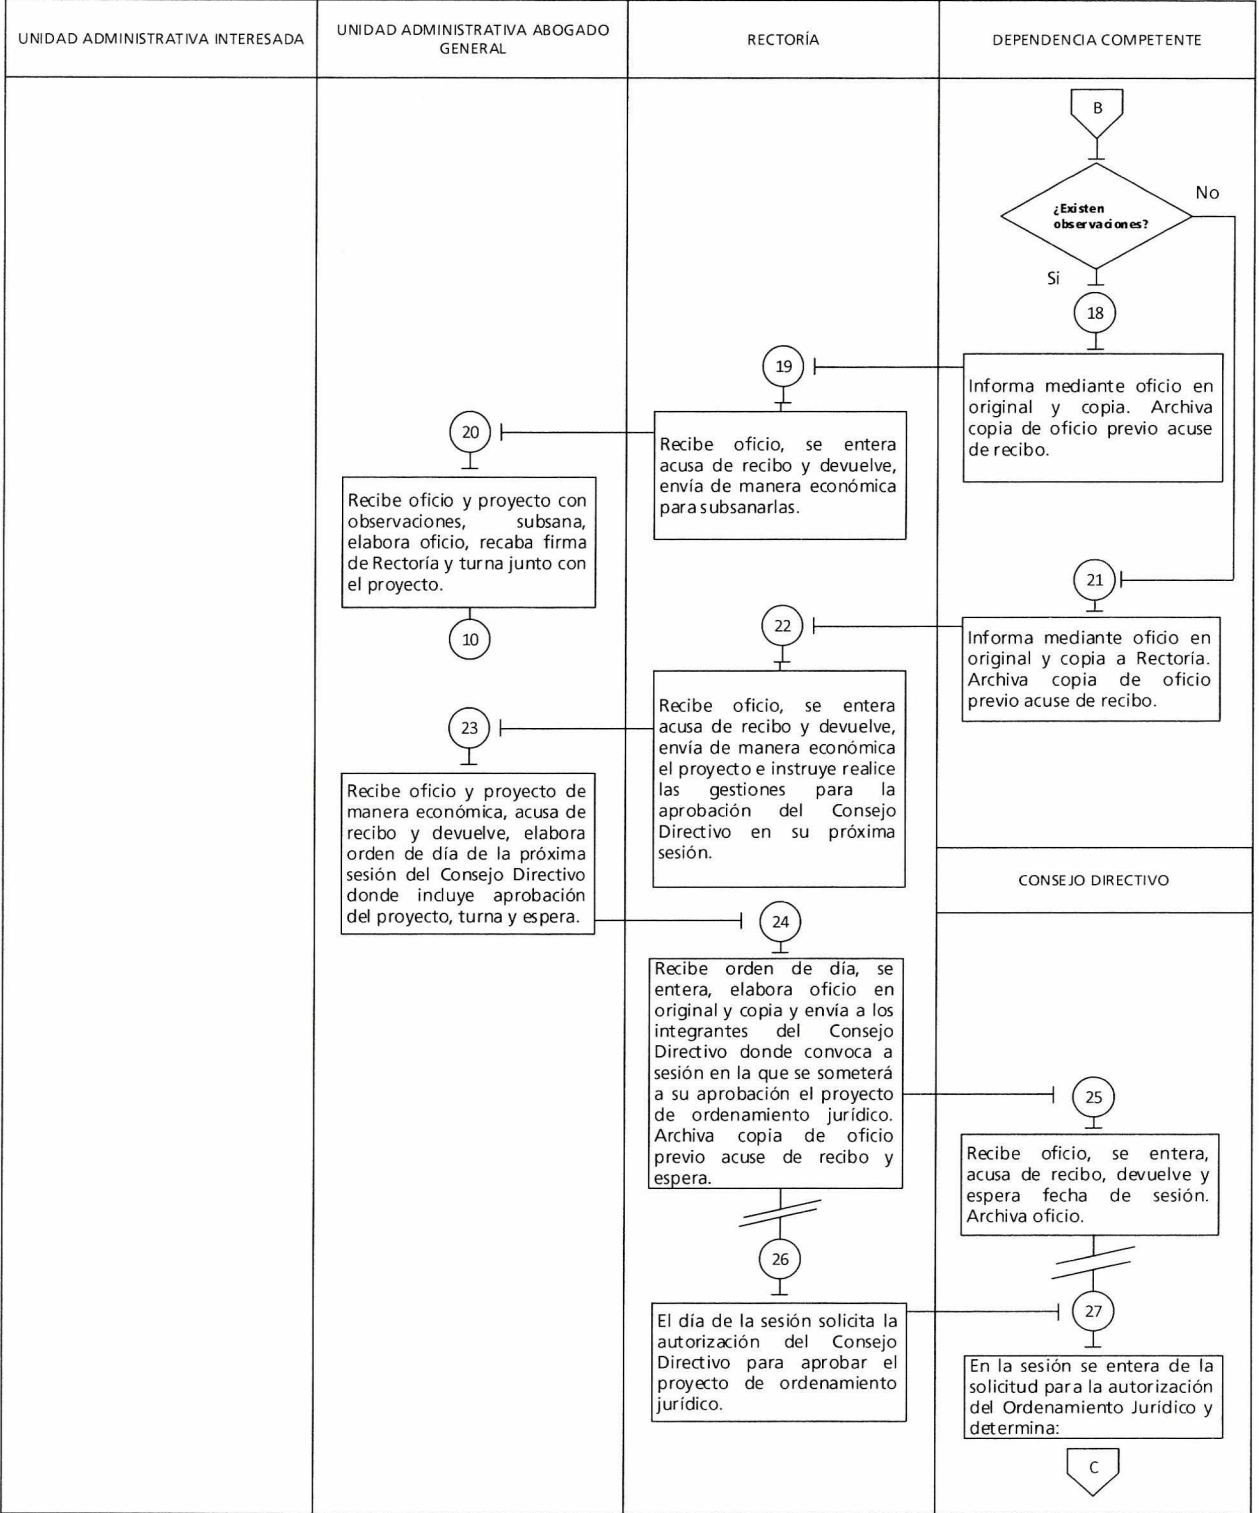 UNIDAD ADMINISTRATIVA INTERESADA
UNIDAD ADMINISTRATIVA ABOGADO
GENERAL
RECTORÍA
DEPENDENCIA COMPETENTE
B
¿Existen
observaciones?
No
Si
18
Informa mediante oficio en
original y copia. Archiva
copia de oficio previo acuse
de recibo.
19
Recibe oficio, se entera
acusa de recibo y devuelve,
envía de manera económica
para subsanarlas.
20
Recibe oficio y proyecto con
observaciones, subsana,
elabora oficio, recaba firma
de Rectoría y turna junto con
el proyecto.
10
21
Informa mediante oficio en
original y copia a Rectoría.
Archiva copia de oficio
previo acuse de recibo.
22
Recibe oficio, se entera
acusa de recibo y devuelve,
envía de manera económica
el proyecto e instruye realice
las gestiones para la
aprobación del Consejo
Directivo en su próxima
sesión.
23
Recibe oficio y proyecto de
manera económica, acusa de
recibo y devuelve, elabora
orden de día de la próxima
sesión del Consejo Directivo
donde incluye aprobación
del proyecto, turna y espera.
CONSEJO DIRECTIVO
24
Recibe orden de día, se
entera, elabora oficio en
original y copia y envía a los
integrantes del Consejo
Directivo donde convoca a
sesión en la que se someterá
a su aprobación el proyecto
de ordenamiento jurídico.
Archiva copia de oficio
previo acuse de recibo y
espera.
25
Recibe oficio, se entera,
acusa de recibo, devuelve y
espera fecha de sesión.
Archiva oficio.
26
El día de la sesión solicita la
autorización del Consejo
Directivo para aprobar el
proyecto de ordenamiento
jurídico.
27
En la sesión se entera de la
solicitud para la autorización
del Ordenamiento Jurídico y
determina:
C